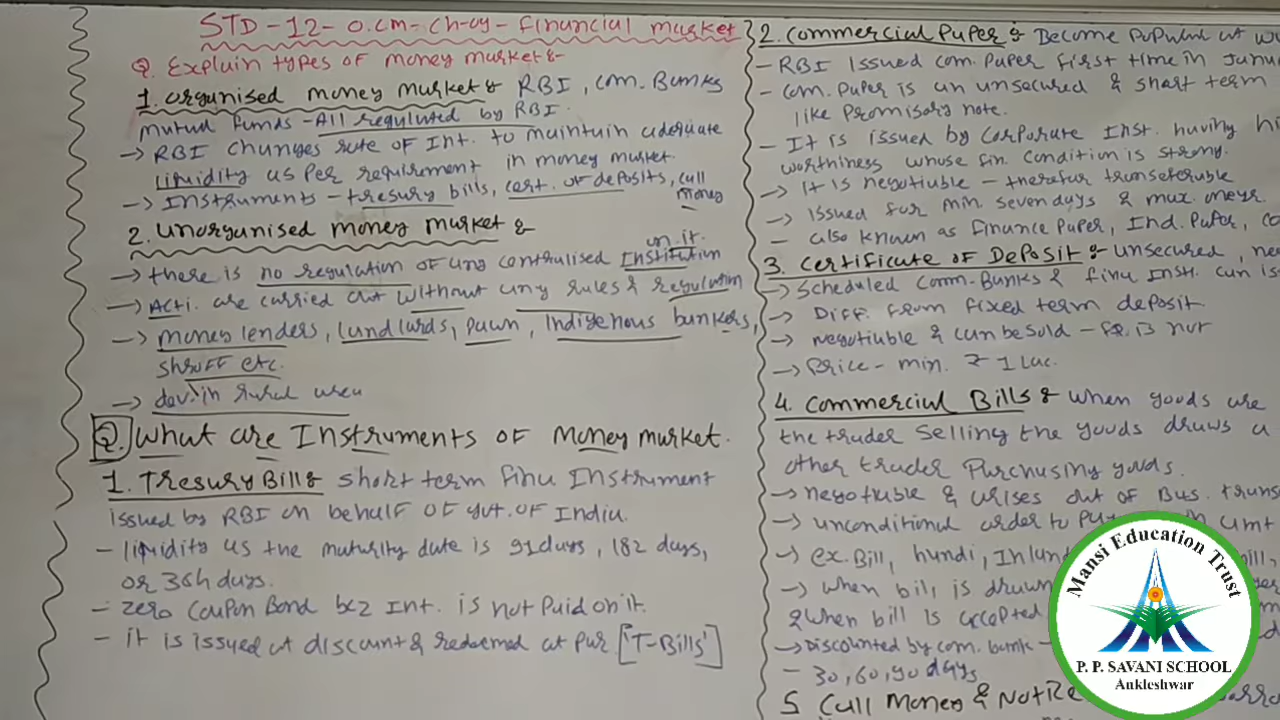 STD-12-O.C.M-Ch-04-Financial market
Q. Explain types of money market:-
1. organised money market: RBI, com. Banks
mutual funds - All regulated by RBI.
→ RBI changes rate of Int. to maintain adequate
liquidity as per requirement in money market.
→ Instruments - tresury bills, cert. of deposits, call
money
2. unorganised money market:-
on it.
→ there is no regulation of any centralised Institution
→ Acti. are carried out without any rules & regulation
→ money lenders, landlords, pawn, Indigenous bankers,
shroff etc.
→ dev. in rural area
Q. What are Instruments of Money market.
1. Tresury Bill: short term fina Instrument
issued by RBI on behalf of gvt. of India.
- liquidity as the maturity date is 91 days, 182 days,
or 364 days.
- zero coupon Bond bcz Int. is not paid on it.
- it is issued at discount & redeemed at par ['T-Bills']
2. Commercial Paper: Become popular at
- RBI issued com. paper first time in
- com. paper is an unsecured & short term
like promissory note.
- It is issued by corporate Inst. having
worthiness whose fin. condition is strong.
→ It is negotiable - therefor transferable
→ Issued for min. seven days & max. one yr.
- also known as finance paper, Ind. paper,
3. Certificate of Deposit: unsecured,
→ Scheduled comm. Banks & fina Inst. can
→ Diff. from fixed term deposit
→ negotiable & can be sold - FD is not
→ Price - min. ₹ 1 lac.
4. Commercial Bills: when goods are
the trader selling the goods draws a
other trader purchasing goods.
→ negotiable & arises out of Bus.
→ unconditional order to
→ ex. Bill, hundi,
→ when bill is drawn
& when bill is accepted
→ Discounted by com. bank
- 30, 60, 90 days
5 Call Money &
Mansi Education Trust
P. P. SAVANI SCHOOL
Ankleshwar